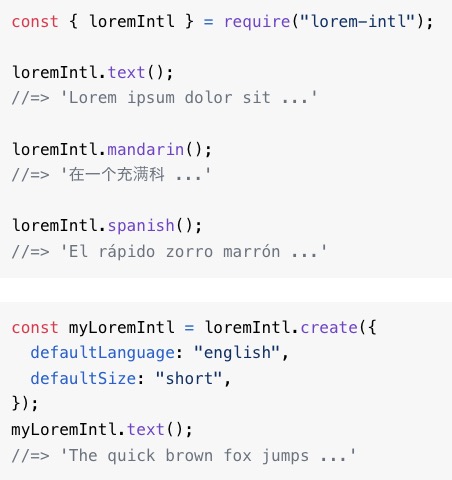 const { loremIntl } = require("lorem-intl");
loremIntl.text();
//=> 'Lorem ipsum dolor sit ...'
loremIntl.mandarin();
//=> '在一个充满科 ...'
loremIntl.spanish();
//=> 'El rápido zorro marrón ...'
const myLoremIntl = loremIntl.create({
  defaultLanguage: "english",
  defaultSize: "short",
});
myLoremIntl.text();
//=> 'The quick brown fox jumps ...'